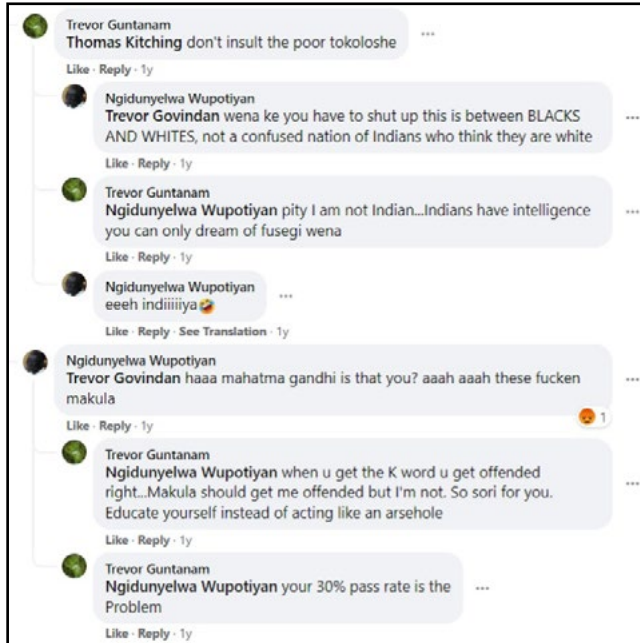 Trevor Guntanam
Thomas Kitching don't insult the poor tokoloshe
Like · Reply · 1y
Ngidunyelwa Wupotiyan
Trevor Govindan wena ke you have to shut up this is between BLACKS
AND WHITES, not a confused nation of Indians who think they are white
Like · Reply · 1y
Trevor Guntanam
Ngidunyelwa Wupotiyan pity I am not Indian...Indians have intelligence
you can only dream of fusegi wena
Like · Reply · 1y
Ngidunyelwa Wupotiyan
eeeh indiiiiiya🤣
Like · Reply · See Translation · 1y
Ngidunyelwa Wupotiyan
Trevor Govindan haaa mahatma gandhi is that you? aaah aaah these fucken
makula
1
Like · Reply · 1y
Trevor Guntanam
Ngidunyelwa Wupotiyan when u get the K word u get offended
right...Makula should get me offended but I'm not. So sori for you.
Educate yourself instead of acting like an arsehole
Like · Reply · 1y
Trevor Guntanam
Ngidunyelwa Wupotiyan your 30% pass rate is the
Problem
Like · Reply · 1y